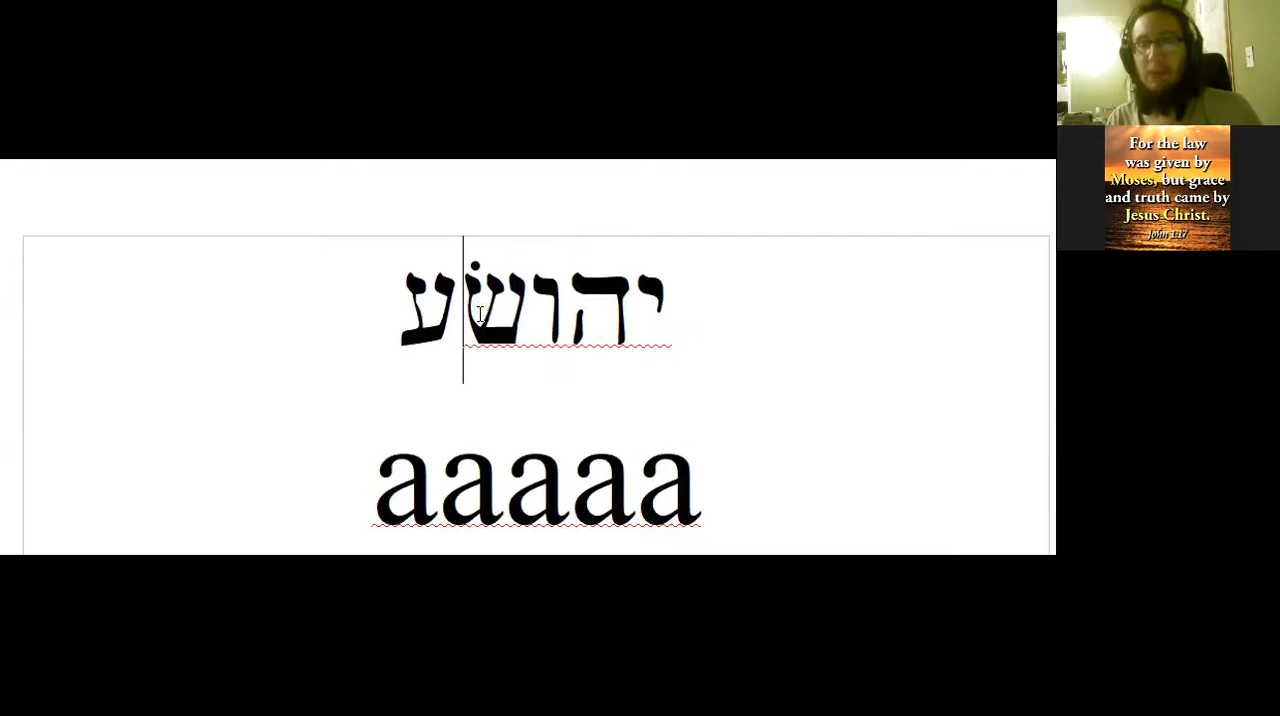 יהושׂע
aaaaa
For the law
was given by
Moses, but grace
and truth came by
Jesus Christ.
John 1:17